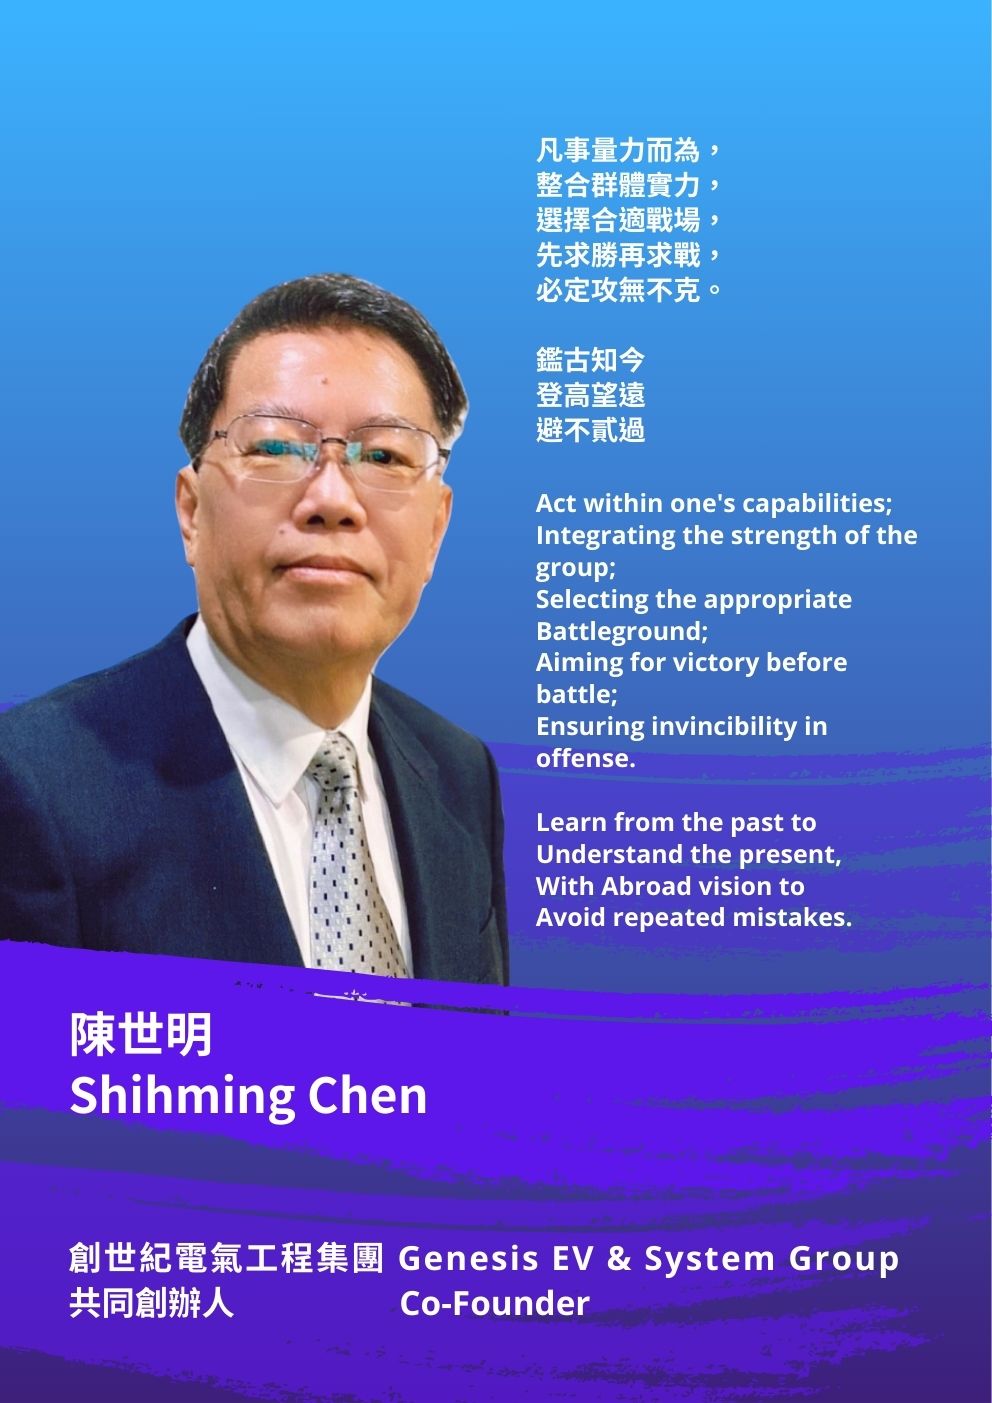 凡事量力而為，
整合群體實力，
選擇合適戰場，
先求勝再求戰，
必定攻無不克。
鑑古知今
登高望遠
避不貳過
Act within one's capabilities;
Integrating the strength of the
group;
Selecting the appropriate
Battleground;
Aiming for victory before
battle;
Ensuring invincibility in
offense.
Learn from the past to
Understand the present,
With Abroad vision to
Avoid repeated mistakes.
陳世明
Shihming Chen
創世紀電氣工程集團 Genesis EV & System Group
共同創辦人 Co-Founder